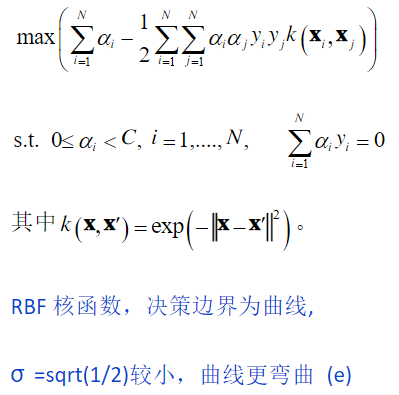 max( ∑_{i=1}^{N} α_i − 1/2 ∑_{i=1}^{N} ∑_{j=1}^{N} α_i α_j y_i y_j k(𝐱_i, 𝐱_j) )
s.t. 0≤ α_i < C, i = 1,...., N, ∑_{i=1}^{N} α_i y_i = 0
其中 k(𝐱, 𝐱′) = exp(−‖𝐱 − 𝐱′‖²)。
RBF 核函数，决策边界为曲线,
σ =sqrt(1/2)较小，曲线更弯曲 (e)